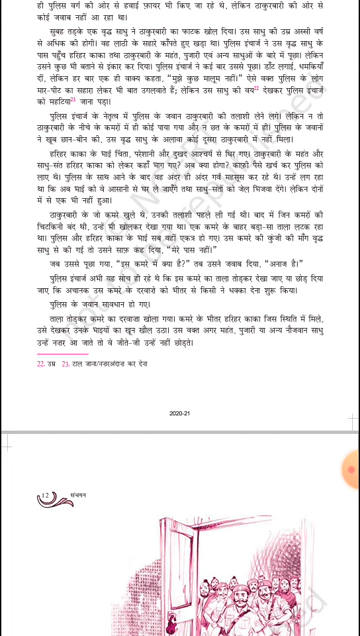 ही पुलिस वर्ग की ओर से हवाई फ़ायर भी किए जा रहे थे, लेकिन ठाकुरबारी की ओर से
कोई जवाब नहीं आ रहा था।
सुबह तड़के एक वृद्ध साधु ने ठाकुरबारी का फाटक खोल दिया। उस साधु की उम्र अस्सी वर्ष
से अधिक की होगी। वह लाठी के सहारे काँपते हुए खड़ा था। पुलिस इंचार्ज ने उस वृद्ध साधु के
पास पहुँच हरिहर काका तथा ठाकुरबारी के महंत, पुजारी एवं अन्य साधुओं के बारे में पूछा। लेकिन
उसने कुछ भी बताने से इंकार कर दिया। पुलिस इंचार्ज ने कई बार उससे पूछा। डाँट लगाई, धमकियाँ
दीं, लेकिन हर बार एक ही वाक्य कहता, "मुझे कुछ मालूम नहीं।" ऐसे वक्त पुलिस के लोग
मार-पीट का सहारा लेकर भी बात उगलवाते हैं; लेकिन उस साधु की वय22 देखकर पुलिस इंचार्ज
को महटिया21 जाना पड़ा।
पुलिस इंचार्ज के नेतृत्व में पुलिस के जवान ठाकुरबारी की तलाशी लेने लगे। लेकिन न तो
ठाकुरबारी के नीचे के कमरों में ही कोई पाया गया और न छत के कमरों में ही। पुलिस के जवानों
ने खूब छान-बीन की, उस वृद्ध साधु के अलावा कोई दूसरा ठाकुरबारी में नहीं मिला।
हरिहर काका के भाई चिंता, परेशानी और दुखद आश्चर्य से घिर गए। ठाकुरबारी के महंत और
साधु-संत हरिहर काका को लेकर कहाँ भाग गए? अब क्या होगा? काफ़ी पैसे खर्च कर पुलिस को
लाए थे। पुलिस के साथ आने के बाद वह अंदर ही अंदर गर्व महसूस कर रहे थे। उन्हें लग रहा
था कि अब भाई को वे आसानी से घर ले जाएँगे तथा साधु-संतों को जेल भिजवा देंगे। लेकिन दोनों
में से एक भी नहीं हुआ।
ठाकुरबारी के जो कमरे खुले थे, उनकी तलाशी पहले ली गई थी। बाद में जिन कमरों की
चिटकिनी बंद थी, उन्हें भी खोलकर देखा गया था। एक कमरे के बाहर बड़ा-सा ताला लटक रहा
था। पुलिस और हरिहर काका के भाई सब वहीं एकत्र हो गए। उस कमरे की कुंजी की माँग वृद्ध
साधु से की गई तो उसने साफ़ कह दिया, "मेरे पास नहीं।"
जब उससे पूछा गया, "इस कमरे में क्या है?" तब उसने जवाब दिया, "अनाज है।"
पुलिस इंचार्ज अभी यह सोच ही रहे थे कि इस कमरे का ताला तोड़कर देखा जाए या छोड़ दिया
जाए कि अचानक उस कमरे के दरवाजे को भीतर से किसी ने धक्का देना शुरू किया।
पुलिस के जवान सावधान हो गए।
ताला तोड़कर कमरे का दरवाजा खोला गया। कमरे के भीतर हरिहर काका जिस स्थिति में मिले,
उसे देखकर उनके भाइयों का खून खौल उठा। उस वक्त अगर महंत, पुजारी या अन्य नौजवान साधु
उन्हें नज़र आ जाते तो वे जीते-जी उन्हें नहीं छोड़ते।
22. उम्र 23. टाल जाना/नजरअंदाज कर देना
2020-21
12 संचयन